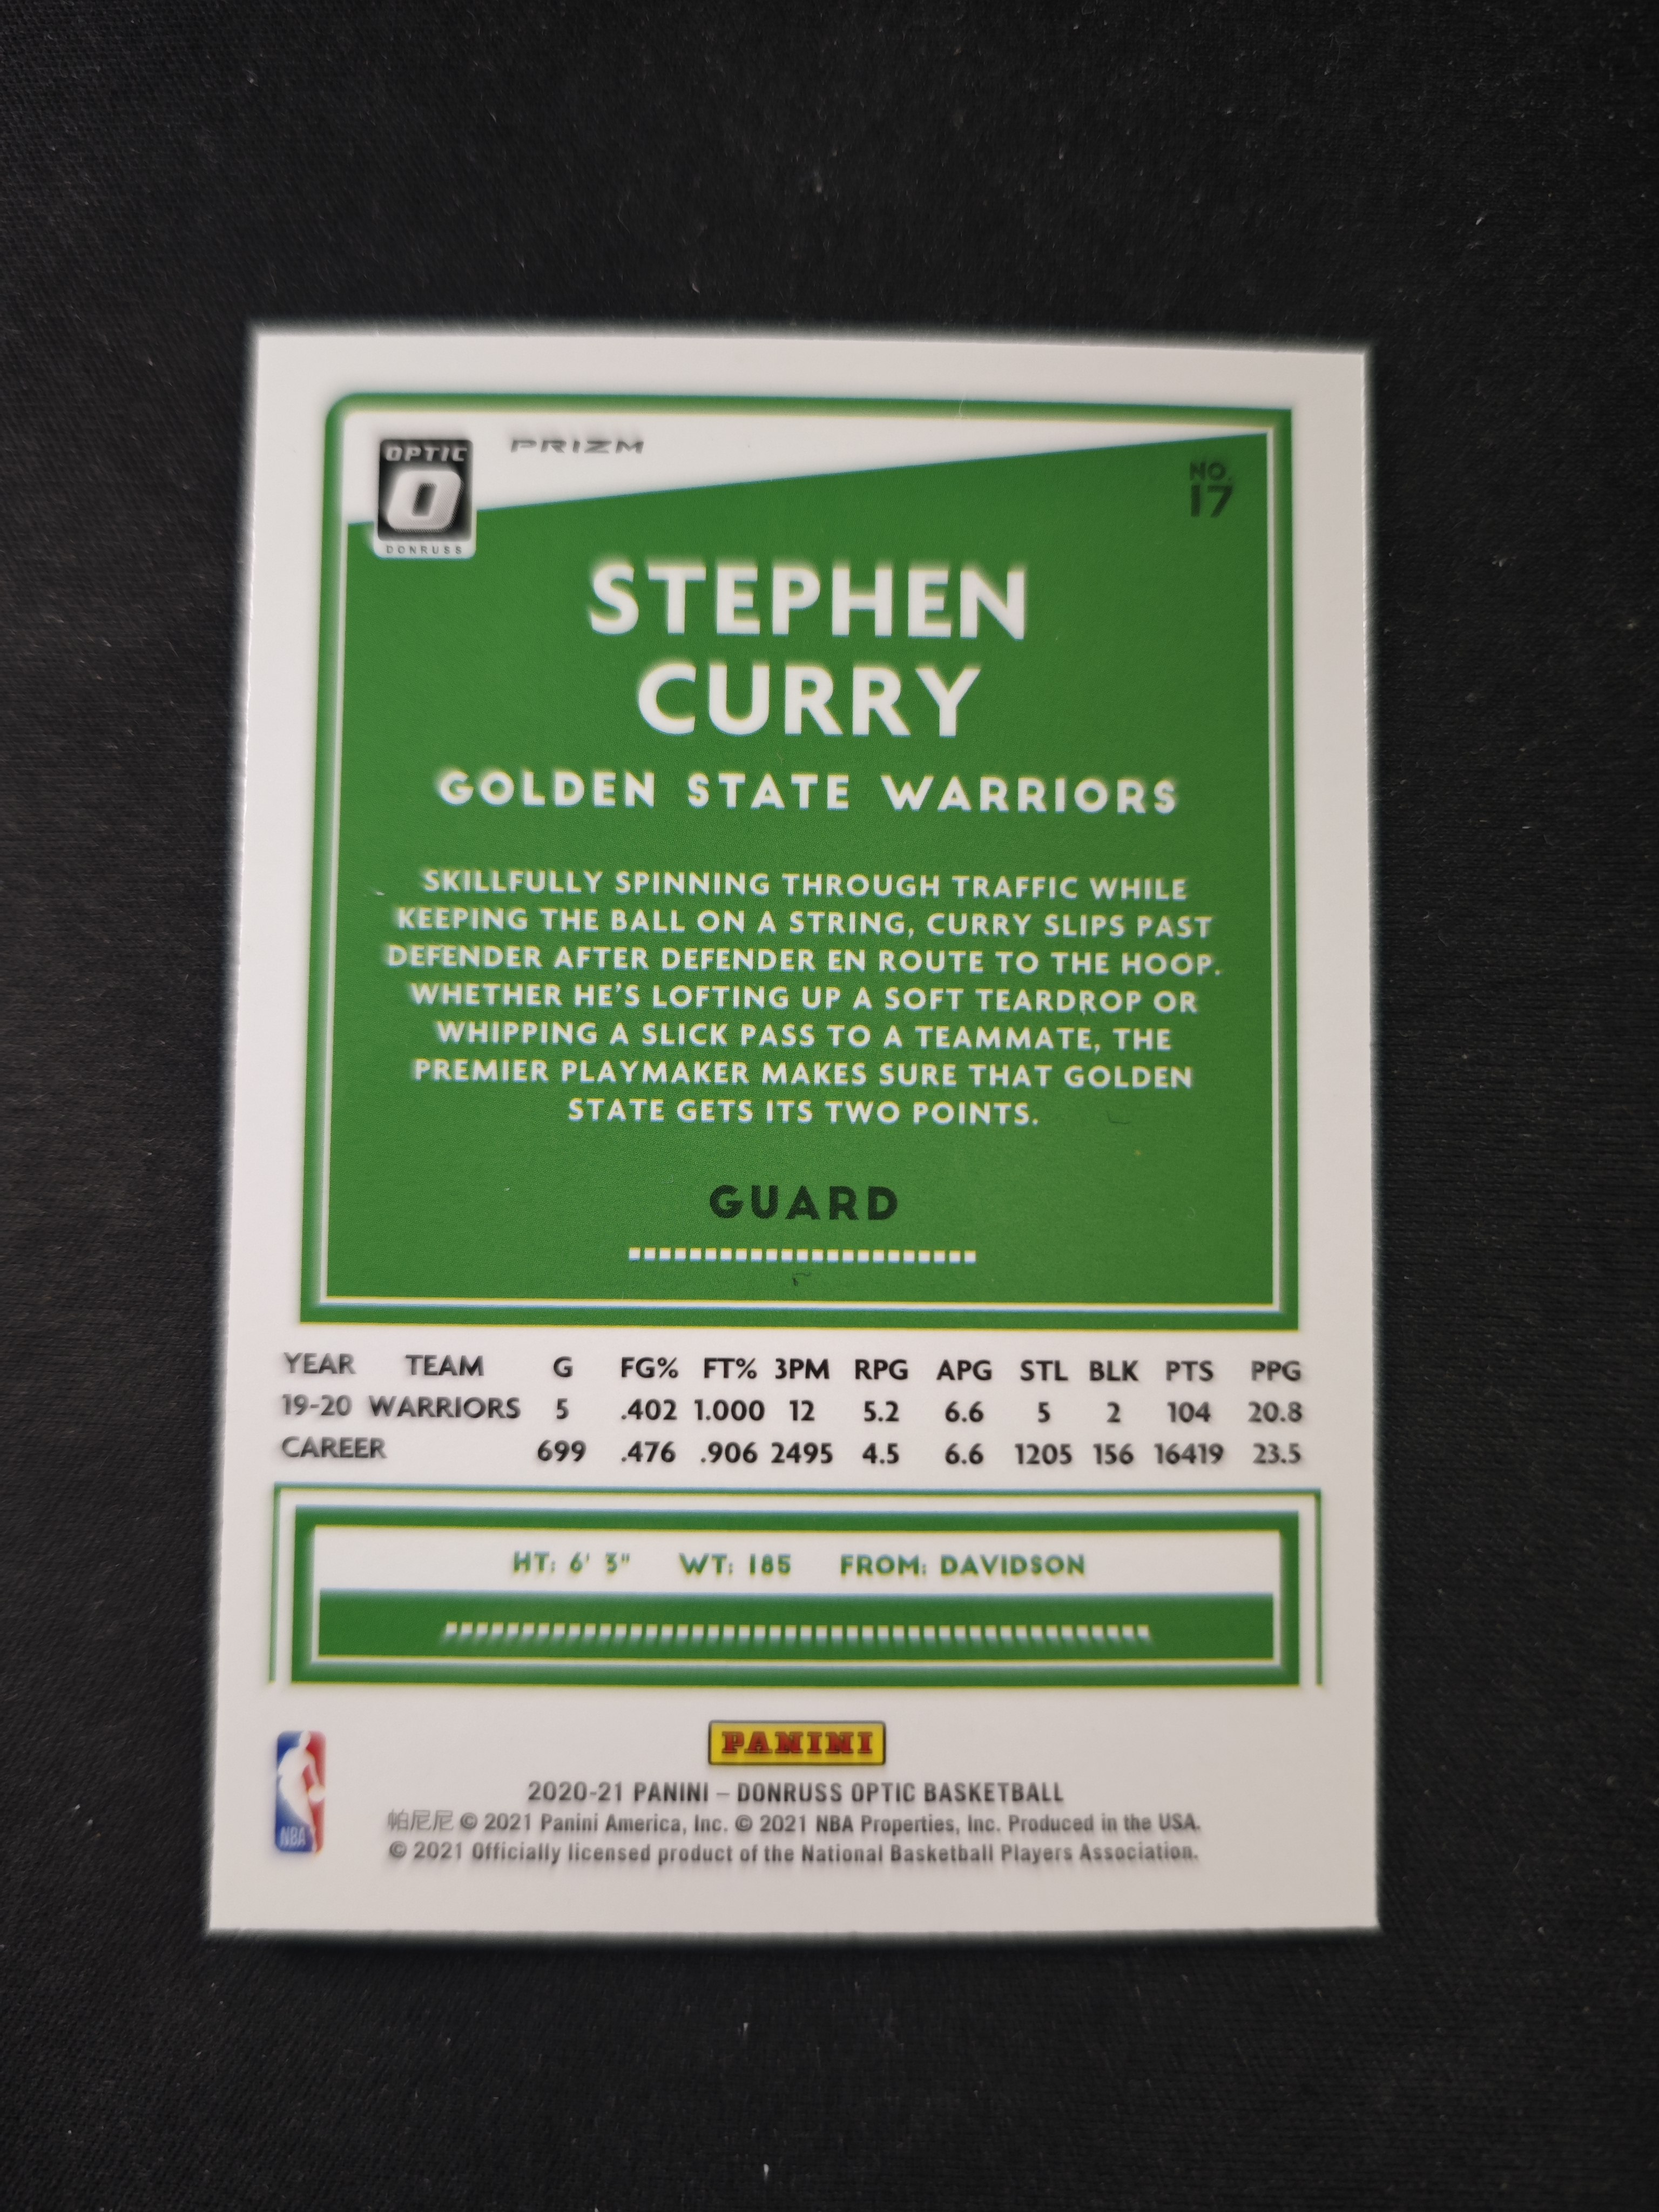 OPTIC
O
DONRUSS
PRIZM
NO.
17
STEPHEN
CURRY
GOLDEN STATE WARRIORS
SKILLFULLY SPINNING THROUGH TRAFFIC WHILE
KEEPING THE BALL ON A STRING, CURRY SLIPS PAST
DEFENDER AFTER DEFENDER EN ROUTE TO THE HOOP.
WHETHER HE'S LOFTING UP A SOFT TEARDROP OR
WHIPPING A SLICK PASS TO A TEAMMATE, THE
PREMIER PLAYMAKER MAKES SURE THAT GOLDEN
STATE GETS ITS TWO POINTS.
GUARD
YEAR TEAM G FG% FT% 3PM RPG APG STL BLK PTS PPG
19-20 WARRIORS 5 .402 1.000 12 5.2 6.6 5 2 104 20.8
CAREER 699 .476 .906 2495 4.5 6.6 1205 156 16419 23.5
HT: 6' 3" WT: 185 FROM: DAVIDSON
NBA
PANINI
2020-21 PANINI – DONRUSS OPTIC BASKETBALL
帕尼尼 © 2021 Panini America, Inc. © 2021 NBA Properties, Inc. Produced in the USA.
© 2021 Officially licensed product of the National Basketball Players Association.